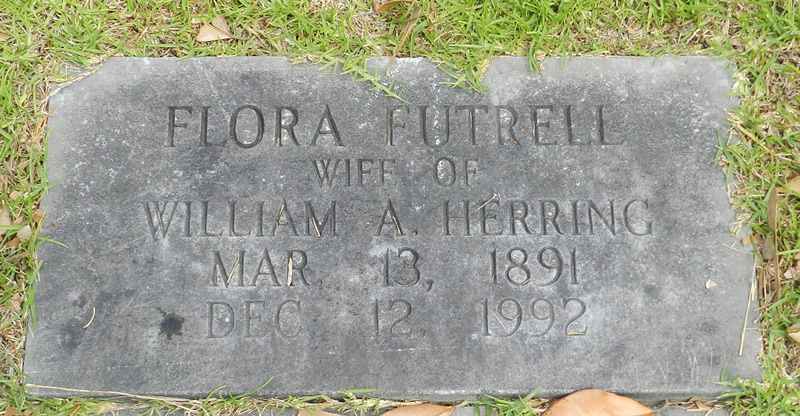 FLORA FUTRELL
WIFE OF
WILLIAM A. HERRING
MAR. 13, 1891
DEC. 12, 1992